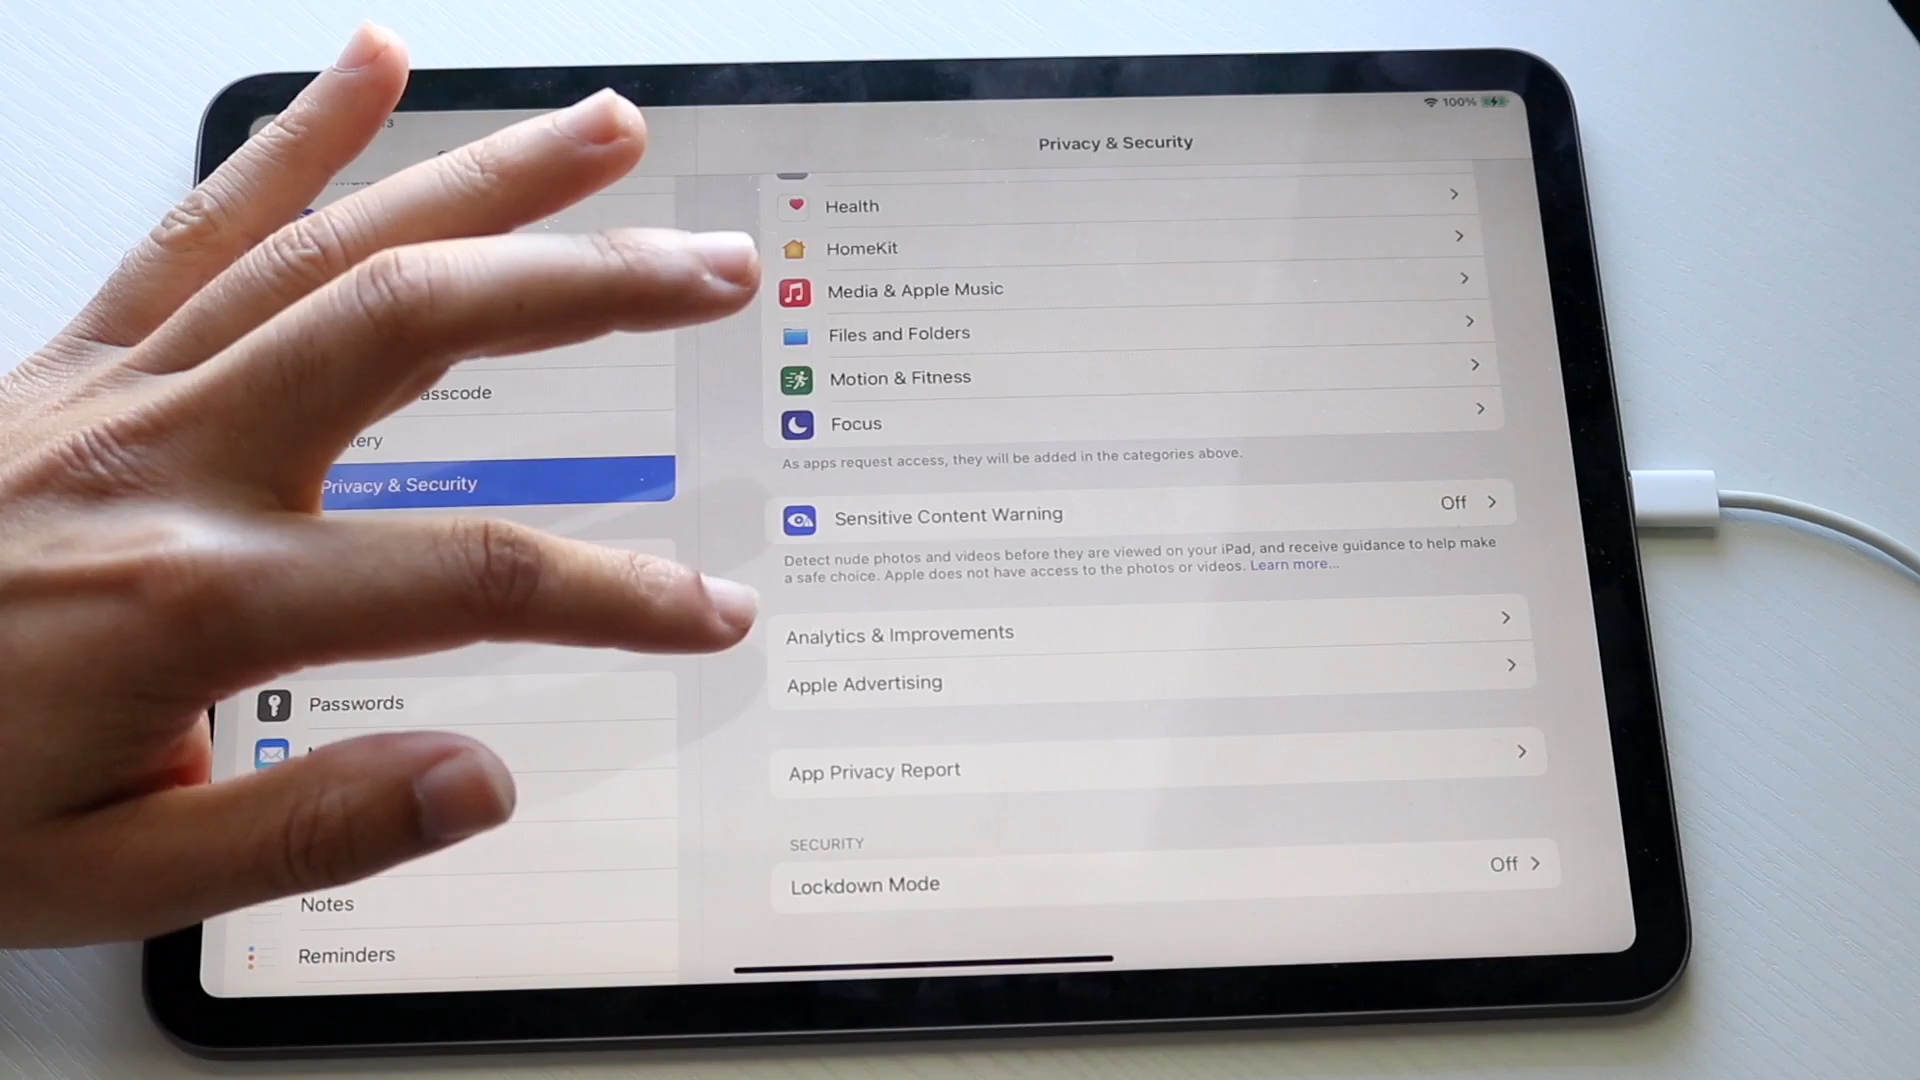 100%
Privacy & Security
asscode
tery
Privacy & Security
Passwords
Notes
Reminders
Health
HomeKit
Media & Apple Music
Files and Folders
Motion & Fitness
Focus
As apps request access, they will be added in the categories above.
Sensitive Content Warning Off
Detect nude photos and videos before they are viewed on your iPad, and receive guidance to help make
a safe choice. Apple does not have access to the photos or videos. Learn more...
Analytics & Improvements
Apple Advertising
App Privacy Report
SECURITY
Lockdown Mode Off